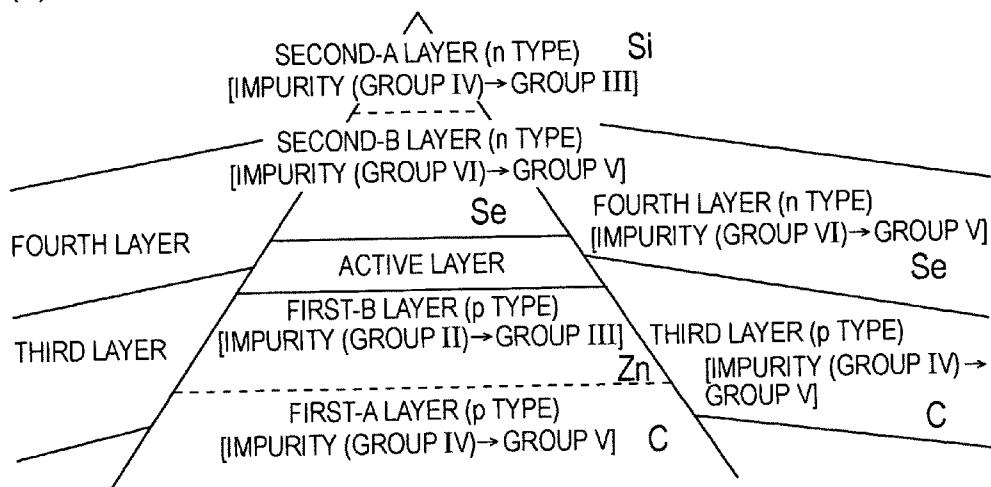 SECOND-A LAYER (n TYPE) Si
[IMPURITY (GROUP IV)→GROUP III]
SECOND-B LAYER (n TYPE)
[IMPURITY (GROUP VI)→GROUP V]
Se
FOURTH LAYER (n TYPE)
[IMPURITY (GROUP VI)→GROUP V]
Se
FOURTH LAYER
ACTIVE LAYER
FIRST-B LAYER (p TYPE)
[IMPURITY (GROUP II)→GROUP III]
Zn
THIRD LAYER
THIRD LAYER (p TYPE)
[IMPURITY (GROUP IV)→
GROUP V]
C
FIRST-A LAYER (p TYPE)
[IMPURITY (GROUP IV)→GROUP V] C